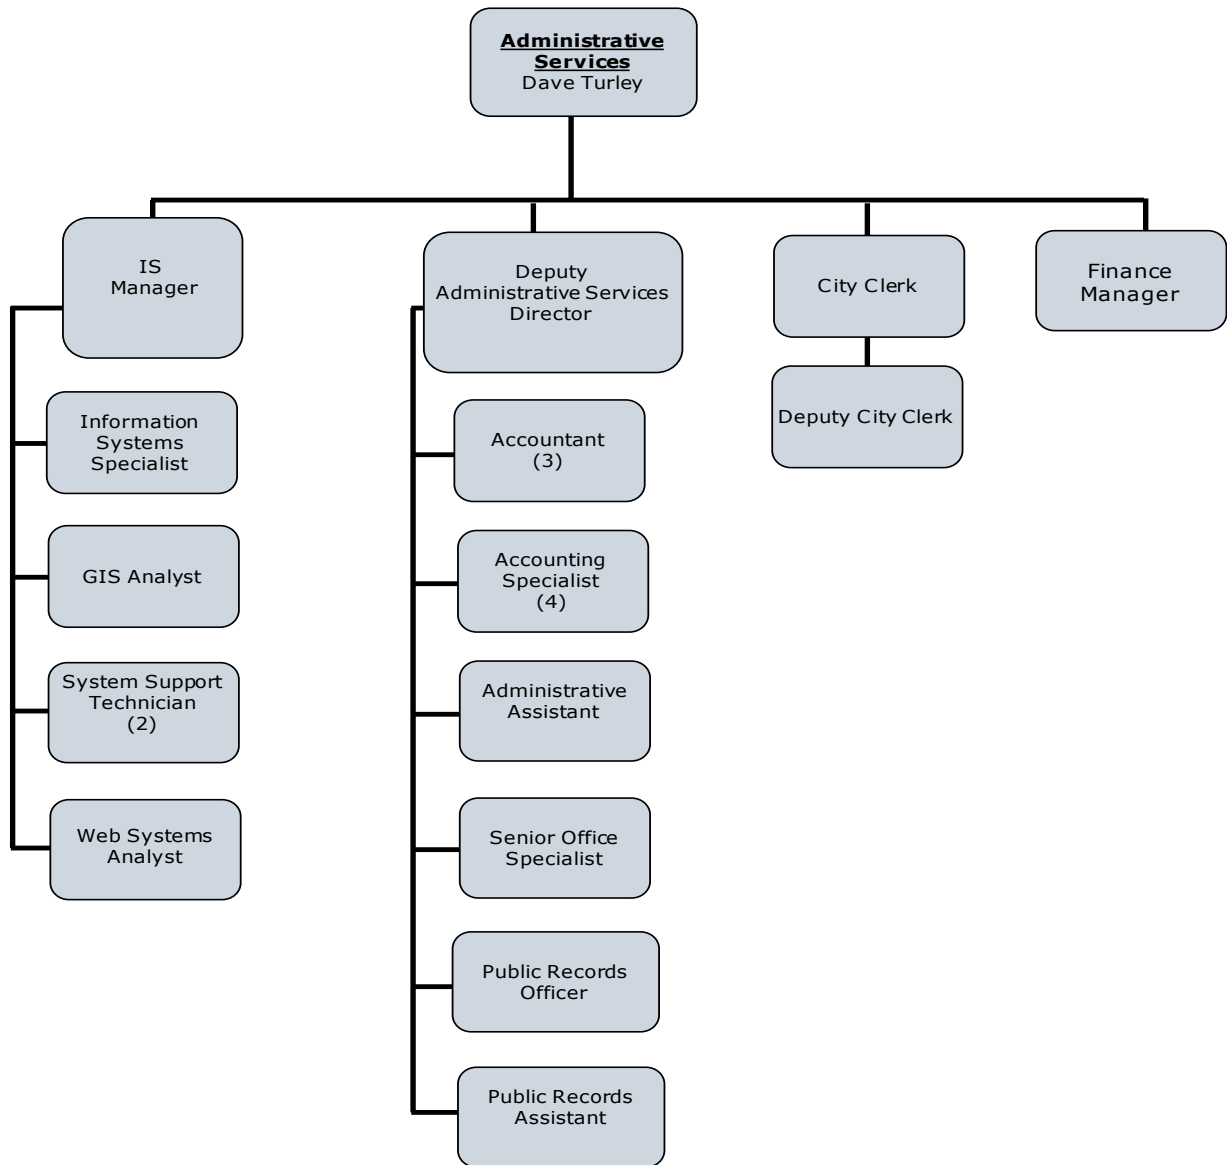 Administrative
Services
Dave Turley
IS
Manager
Deputy
Administrative Services
Director
City Clerk
Finance
Manager
Deputy City Clerk
Information
Systems
Specialist
GIS Analyst
System Support
Technician
(2)
Web Systems
Analyst
Accountant
(3)
Accounting
Specialist
(4)
Administrative
Assistant
Senior Office
Specialist
Public Records
Officer
Public Records
Assistant